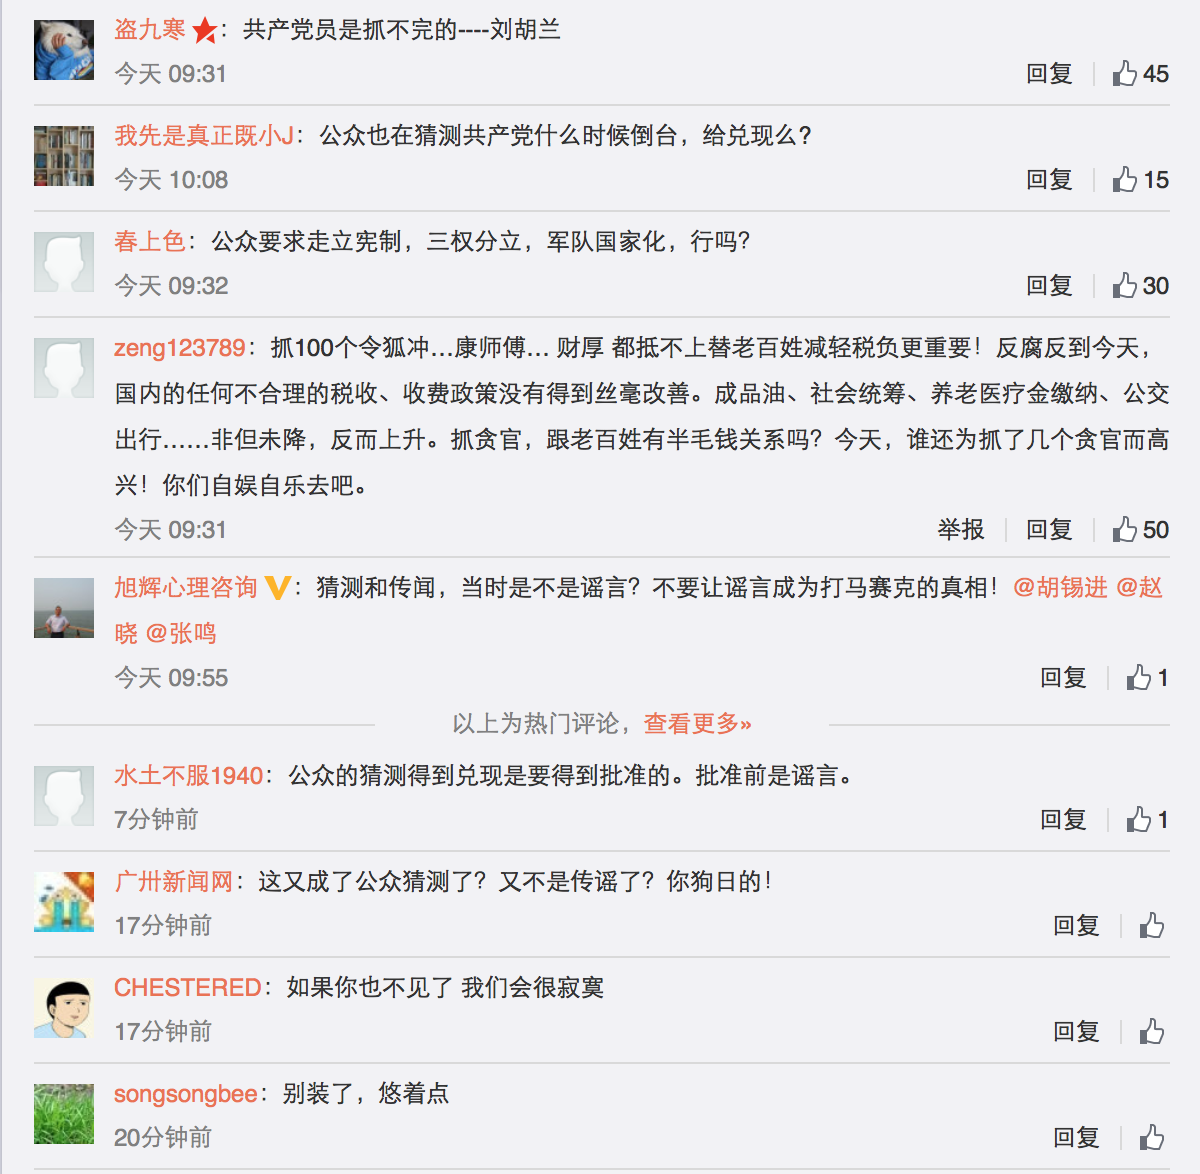 盗九寒：共产党员是抓不完的----刘胡兰
今天 09:31 回复 45
我先是真正既小J：公众也在猜测共产党什么时候倒台，给兑现么？
今天 10:08 回复 15
春上色：公众要求走立宪制，三权分立，军队国家化，行吗？
今天 09:32 回复 30
zeng123789：抓100个令狐冲...康师傅... 财厚 都抵不上替老百姓减轻税负更重要！反腐反到今天，
国内的任何不合理的税收、收费政策没有得到丝毫改善。成品油、社会统筹、养老医疗金缴纳、公交
出行......非但未降，反而上升。抓贪官，跟老百姓有半毛钱关系吗？今天，谁还为抓了几个贪官而高
兴！你们自娱自乐去吧。
今天 09:31 举报 回复 50
旭辉心理咨询 V：猜测和传闻，当时是不是谣言？不要让谣言成为打马赛克的真相！@胡锡进 @赵
晓 @张鸣
今天 09:55 回复 1
以上为热门评论，查看更多»
水土不服1940：公众的猜测得到兑现是要得到批准的。批准前是谣言。
7分钟前 回复 1
广卅新闻网：这又成了公众猜测了？又不是传谣了？你狗日的！
17分钟前 回复
CHESTERED：如果你也不见了 我们会很寂寞
17分钟前 回复
songsongbee：别装了，悠着点
20分钟前 回复